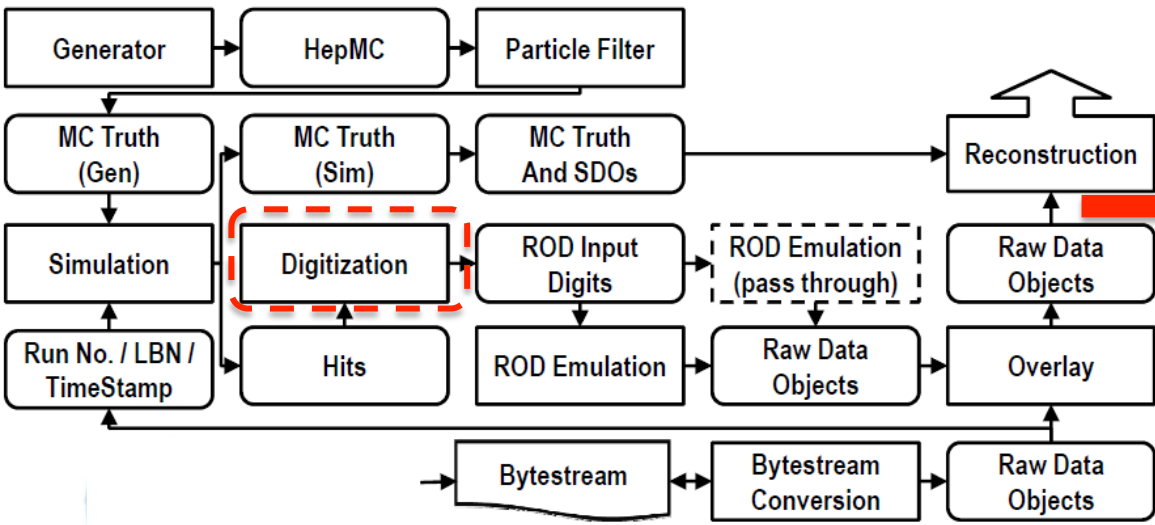 Generator
HepMC
Particle Filter
MC Truth
(Gen)
MC Truth
(Sim)
MC Truth
And SDOs
Reconstruction
Simulation
Digitization
ROD Input
Digits
ROD Emulation
(pass through)
Raw Data
Objects
Run No. / LBN /
TimeStamp
Hits
ROD Emulation
Raw Data
Objects
Overlay
Bytestream
Bytestream
Conversion
Raw Data
Objects